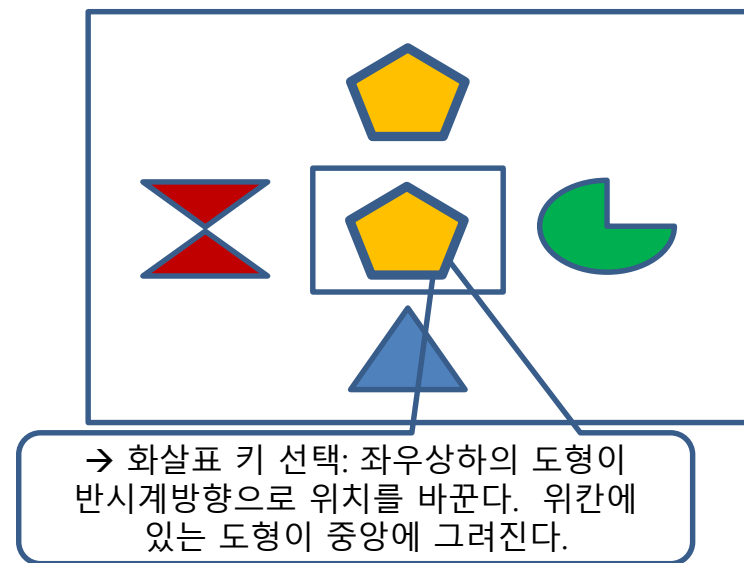 → 화살표 키 선택: 좌우상하의 도형이
반시계방향으로 위치를 바꾼다. 위칸에
있는 도형이 중앙에 그려진다.